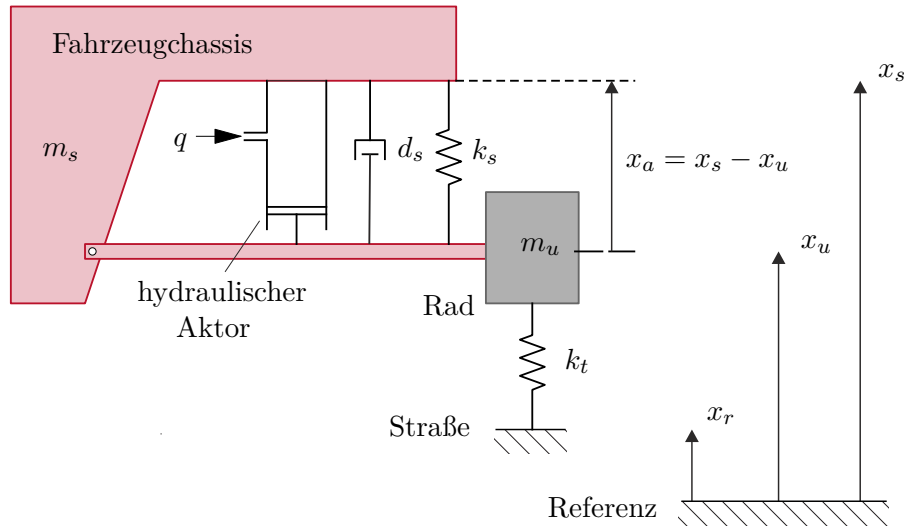 Fahrzeugchassis
m_s
q
d_s
k_s
x_a = x_s − x_u
x_s
m_u
x_u
hydraulischer
Aktor
Rad
k_t
x_r
Straße
Referenz